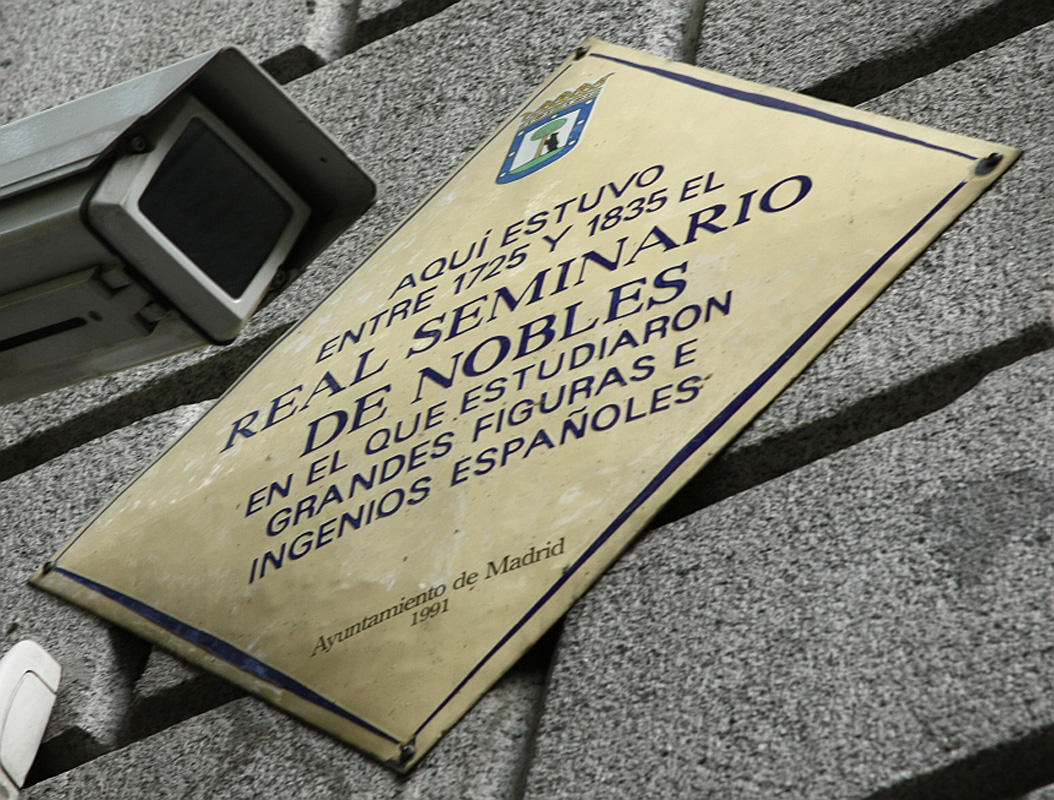 AQUÍ ESTUVO
ENTRE 1725 Y 1835 EL
REAL SEMINARIO
DE NOBLES
EN EL QUE ESTUDIARON
GRANDES FIGURAS E
INGENIOS ESPAÑOLES
Ayuntamiento de Madrid
1991